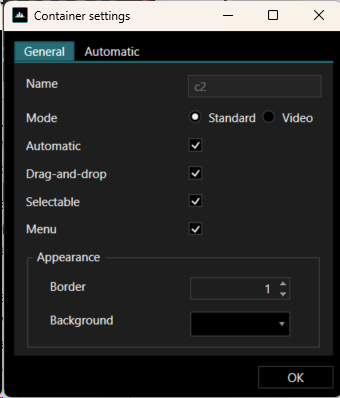 Container settings
General Automatic
Name c2
Mode Standard Video
Automatic
Drag-and-drop
Selectable
Menu
Appearance
Border 1
Background
OK